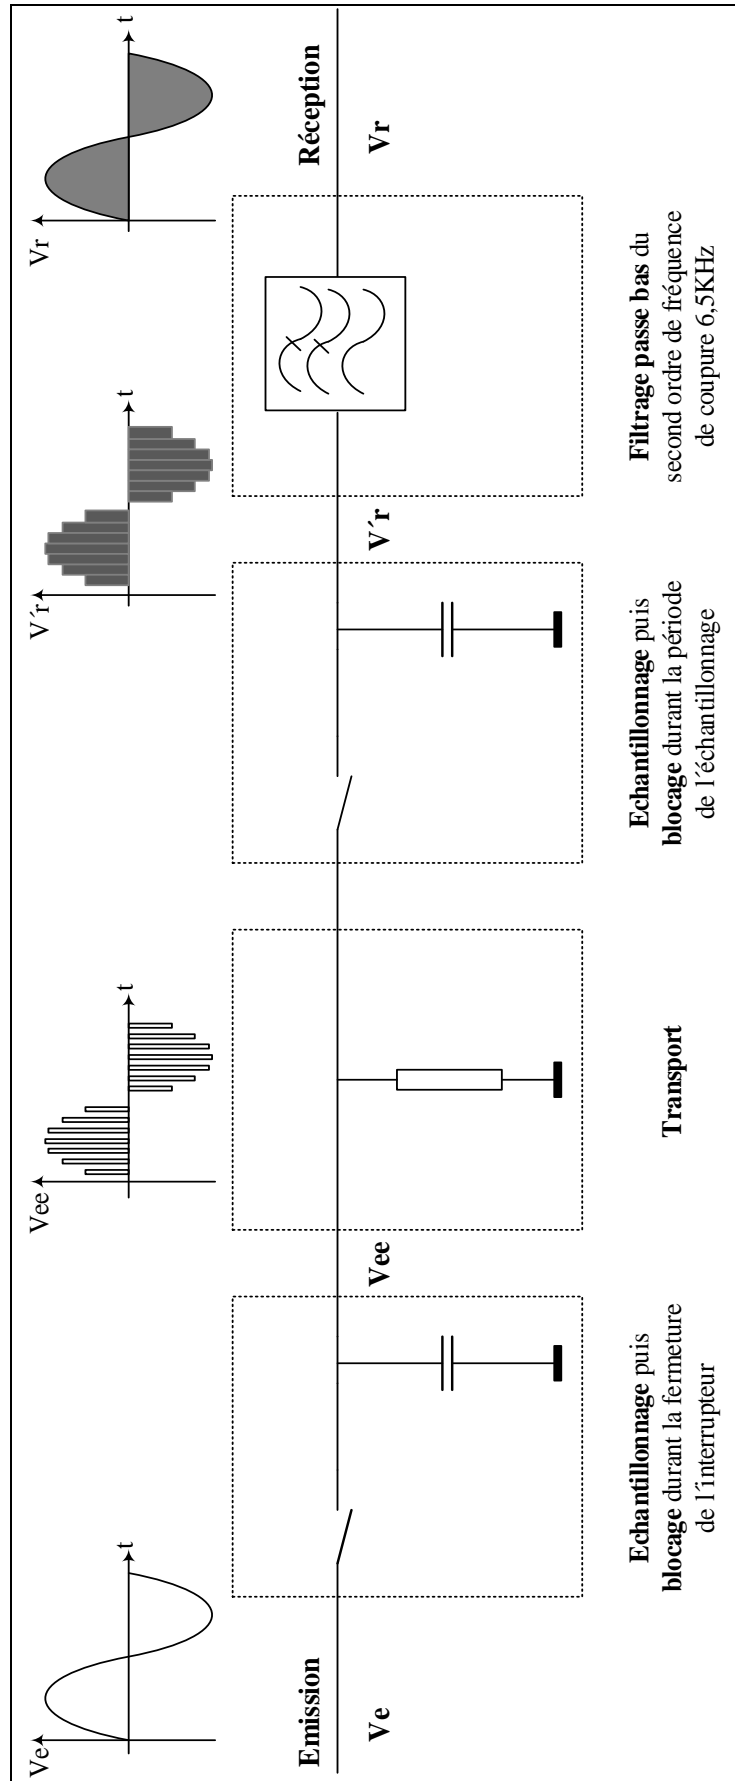 Ve
t
Vee
t
V´r
t
Vr
t
Emission
Ve
Vee
V´r
Réception
Vr
Echantillonnage puis
blocage durant la fermeture
de l´interrupteur
Transport
Echantillonnage puis
blocage durant la période
de l´échantillonnage
Filtrage passe bas du
second ordre de fréquence
de coupure 6,5KHz